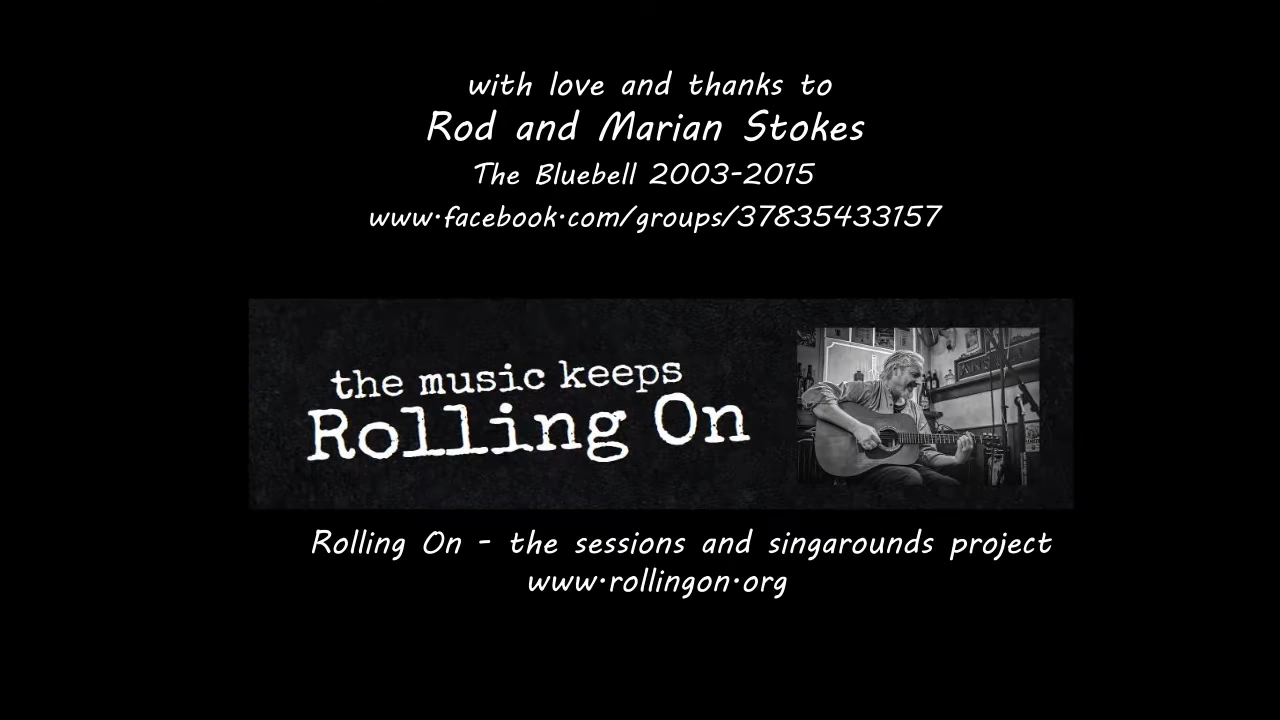 with love and thanks to
Rod and Marian Stokes
The Bluebell 2003-2015
www.facebook.com/groups/37835433157
the music keeps
Rolling On
Rolling On - the sessions and singarounds project
www.rollingon.org